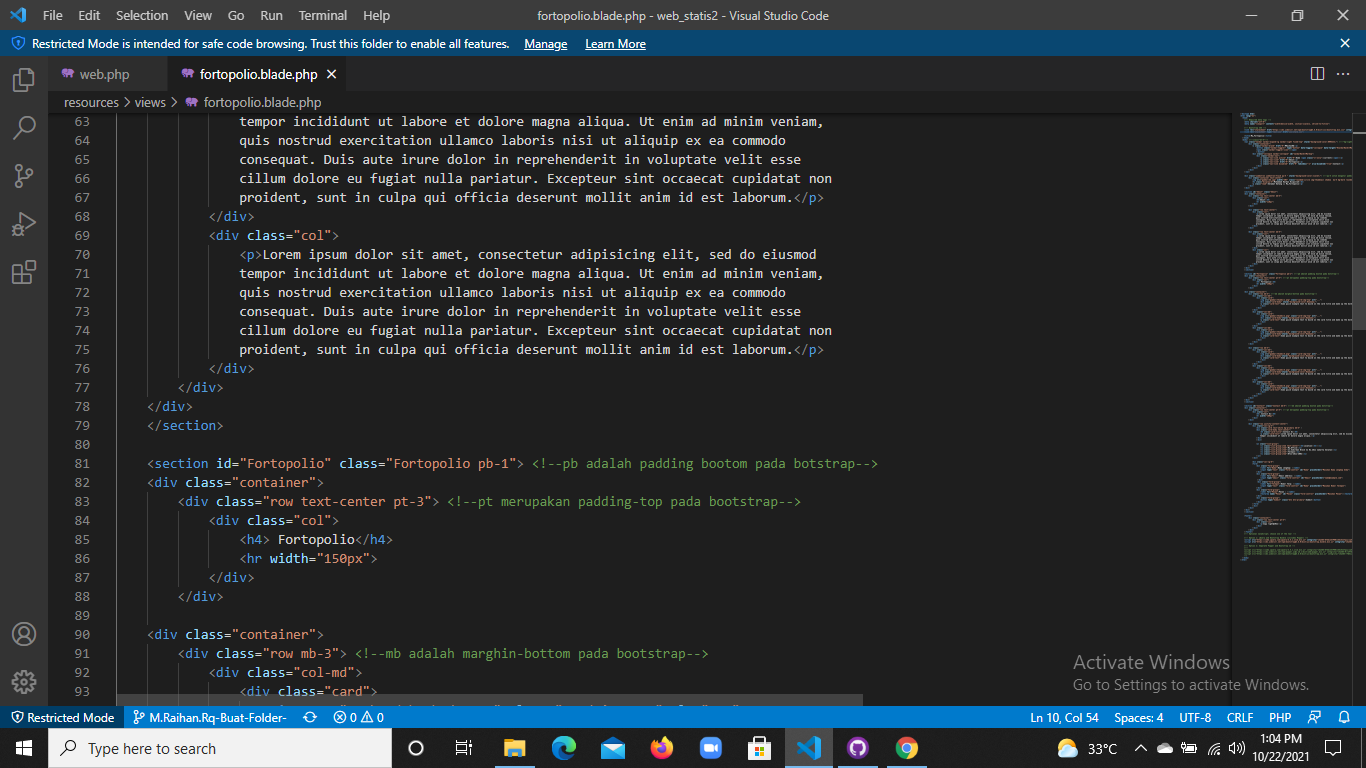 File Edit Selection View Go Run Terminal Help fortopolio.blade.php - web_statis2 - Visual Studio Code
Restricted Mode is intended for safe code browsing. Trust this folder to enable all features. Manage Learn More
web.php fortopolio.blade.php
resources > views > fortopolio.blade.php
63 tempor incididunt ut labore et dolore magna aliqua. Ut enim ad minim veniam,
64 quis nostrud exercitation ullamco laboris nisi ut aliquip ex ea commodo
65 consequat. Duis aute irure dolor in reprehenderit in voluptate velit esse
66 cillum dolore eu fugiat nulla pariatur. Excepteur sint occaecat cupidatat non
67 proident, sunt in culpa qui officia deserunt mollit anim id est laborum.</p>
68 </div>
69 <div class="col">
70 <p>Lorem ipsum dolor sit amet, consectetur adipisicing elit, sed do eiusmod
71 tempor incididunt ut labore et dolore magna aliqua. Ut enim ad minim veniam,
72 quis nostrud exercitation ullamco laboris nisi ut aliquip ex ea commodo
73 consequat. Duis aute irure dolor in reprehenderit in voluptate velit esse
74 cillum dolore eu fugiat nulla pariatur. Excepteur sint occaecat cupidatat non
75 proident, sunt in culpa qui officia deserunt mollit anim id est laborum.</p>
76 </div>
77 </div>
78 </div>
79 </section>
80
81 <section id="Fortopolio" class="Fortopolio pb-1"> <!--pb adalah padding bootom pada botstrap-->
82 <div class="container">
83 <div class="row text-center pt-3"> <!--pt merupakan padding-top pada bootstrap-->
84 <div class="col">
85 <h4> Fortopolio</h4>
86 <hr width="150px">
87 </div>
88 </div>
89
90 <div class="container">
91 <div class="row mb-3"> <!--mb adalah marghin-bottom pada bootstrap-->
92 <div class="col-md">
93 <div class="card">
Activate Windows
Go to Settings to activate Windows.
Restricted Mode M.Raihan.Rq-Buat-Folder- 0 0 Ln 10, Col 54 Spaces: 4 UTF-8 CRLF PHP
Type here to search 33°C 1:04 PM
10/22/2021